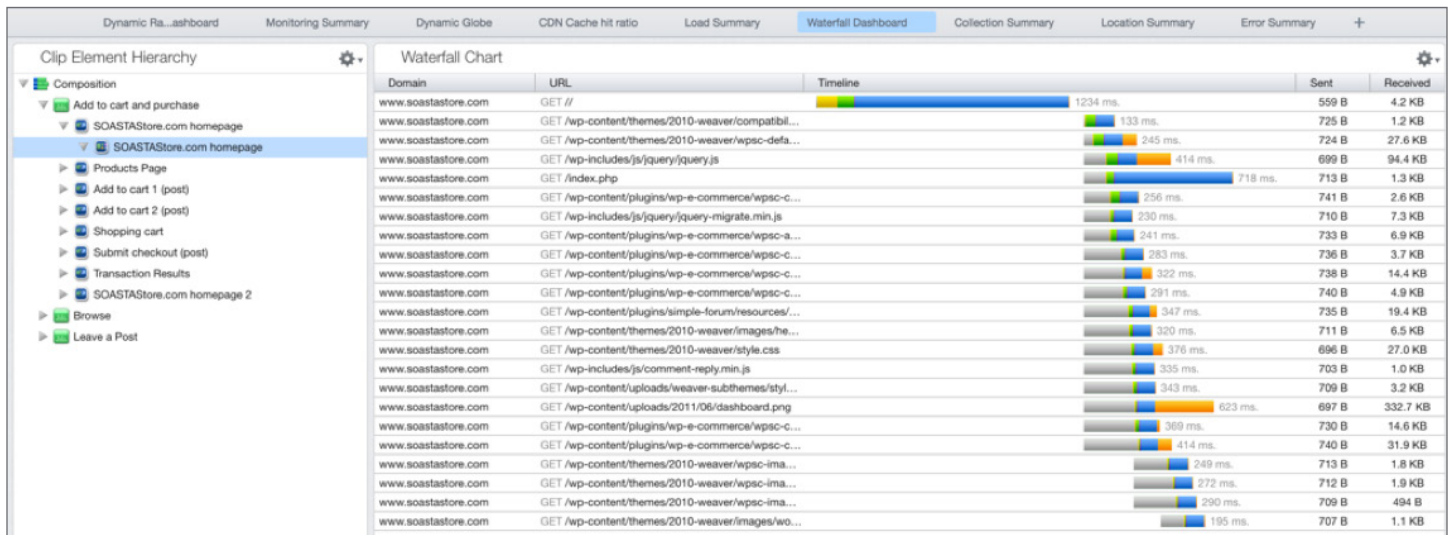 Dynamic Ra...ashboard Monitoring Summary Dynamic Globe CDN Cache hit ratio Load Summary Waterfall Dashboard Collection Summary Location Summary Error Summary +
Clip Element Hierarchy
Composition
Add to cart and purchase
SOASTAStore.com homepage
SOASTAStore.com homepage
Products Page
Add to cart 1 (post)
Add to cart 2 (post)
Shopping cart
Submit checkout (post)
Transaction Results
SOASTAStore.com homepage 2
Browse
Leave a Post
Waterfall Chart
Domain URL Timeline Sent Received
www.soastastore.com GET // 1234 ms. 559 B 4.2 KB
www.soastastore.com GET /wp-content/themes/2010-weaver/compatibil... 133 ms. 725 B 1.2 KB
www.soastastore.com GET /wp-content/themes/2010-weaver/wpsc-defa... 245 ms. 724 B 27.6 KB
www.soastastore.com GET /wp-includes/js/jquery/jquery.js 414 ms. 699 B 94.4 KB
www.soastastore.com GET /index.php 718 ms. 713 B 1.3 KB
www.soastastore.com GET /wp-content/plugins/wp-e-commerce/wpsc-c... 256 ms. 741 B 2.6 KB
www.soastastore.com GET /wp-includes/js/jquery/jquery-migrate.min.js 230 ms. 710 B 7.3 KB
www.soastastore.com GET /wp-content/plugins/wp-e-commerce/wpsc-a... 241 ms. 733 B 6.9 KB
www.soastastore.com GET /wp-content/plugins/wp-e-commerce/wpsc-c... 283 ms. 736 B 3.7 KB
www.soastastore.com GET /wp-content/plugins/wp-e-commerce/wpsc-c... 322 ms. 738 B 14.4 KB
www.soastastore.com GET /wp-content/plugins/wp-e-commerce/wpsc-c... 291 ms. 740 B 4.9 KB
www.soastastore.com GET /wp-content/plugins/simple-forum/resources/... 347 ms. 735 B 19.4 KB
www.soastastore.com GET /wp-content/themes/2010-weaver/images/he... 320 ms. 711 B 6.5 KB
www.soastastore.com GET /wp-content/themes/2010-weaver/style.css 376 ms. 696 B 27.0 KB
www.soastastore.com GET /wp-includes/js/comment-reply.min.js 335 ms. 703 B 1.0 KB
www.soastastore.com GET /wp-content/uploads/weaver-subthemes/styl... 343 ms. 709 B 3.2 KB
www.soastastore.com GET /wp-content/uploads/2011/06/dashboard.png 623 ms. 697 B 332.7 KB
www.soastastore.com GET /wp-content/plugins/wp-e-commerce/wpsc-c... 369 ms. 730 B 14.6 KB
www.soastastore.com GET /wp-content/plugins/wp-e-commerce/wpsc-c... 414 ms. 740 B 31.9 KB
www.soastastore.com GET /wp-content/themes/2010-weaver/wpsc-ima... 249 ms. 713 B 1.8 KB
www.soastastore.com GET /wp-content/themes/2010-weaver/wpsc-ima... 272 ms. 712 B 1.9 KB
www.soastastore.com GET /wp-content/themes/2010-weaver/wpsc-ima... 290 ms. 709 B 494 B
www.soastastore.com GET /wp-content/themes/2010-weaver/images/wo... 195 ms. 707 B 1.1 KB